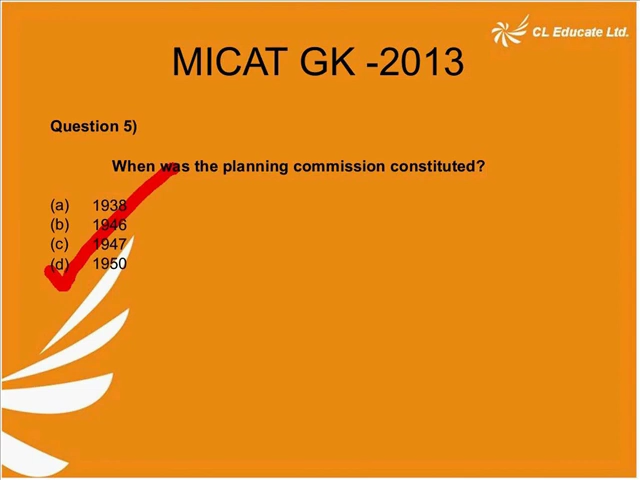 CL Educate Ltd.
MICAT GK -2013
Question 5)
When was the planning commission constituted?
(a) 1938
(b) 1946
(c) 1947
(d) 1950